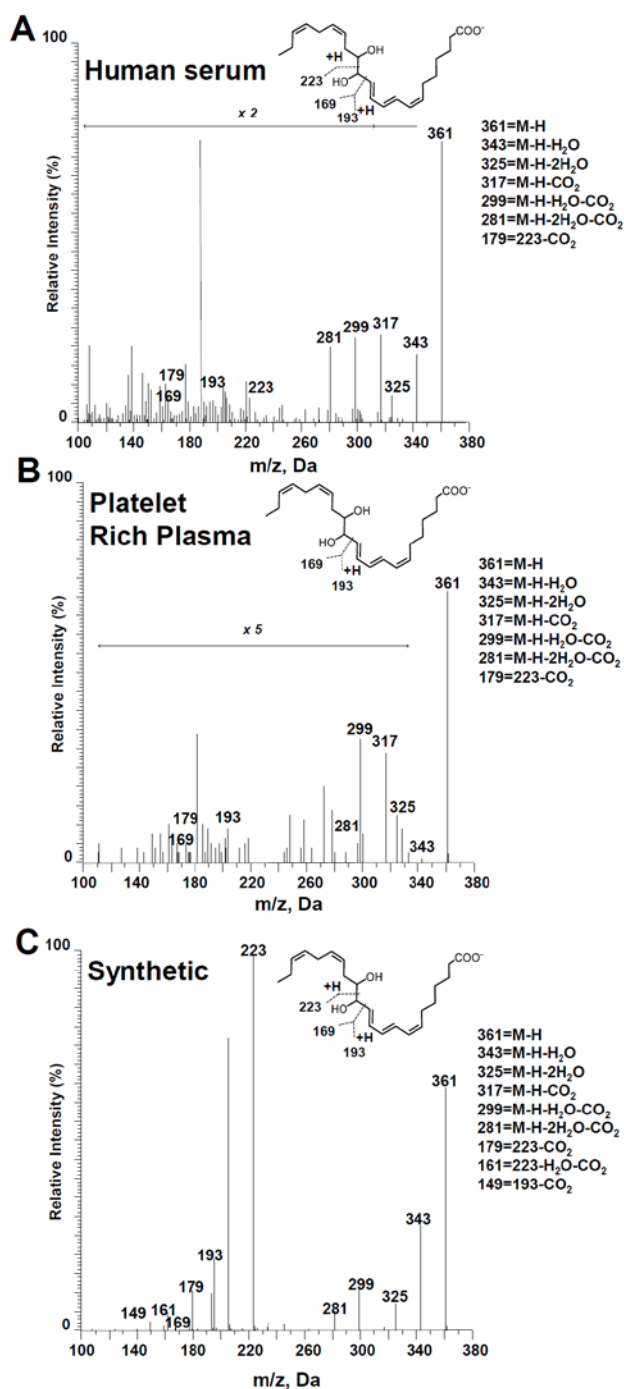 A
Human serum
100
Relative Intensity (%)
0
x 2
+H
OH
HO
COO⁻
223
169
193 +H
361
361=M-H
343=M-H-H₂O
325=M-H-2H₂O
317=M-H-CO₂
299=M-H-H₂O-CO₂
281=M-H-2H₂O-CO₂
179=223-CO₂
179
169
193
223
281
299
317
325
343
100 140 180 220 260 300 340 380
m/z, Da
B
Platelet
Rich Plasma
100
Relative Intensity (%)
0
x 5
OH
HO
COO⁻
169
+H
193
361
361=M-H
343=M-H-H₂O
325=M-H-2H₂O
317=M-H-CO₂
299=M-H-H₂O-CO₂
281=M-H-2H₂O-CO₂
179=223-CO₂
179
169
193
281
299
317
325
343
100 140 180 220 260 300 340 380
m/z, Da
C
Synthetic
100
Relative Intensity (%)
0
223
+H
OH
HO
COO⁻
223
169
+H
193
361
361=M-H
343=M-H-H₂O
325=M-H-2H₂O
317=M-H-CO₂
299=M-H-H₂O-CO₂
281=M-H-2H₂O-CO₂
179=223-CO₂
161=223-H₂O-CO₂
149=193-CO₂
149
161
169
179
193
281
299
325
343
100 140 180 220 260 300 340 380
m/z, Da